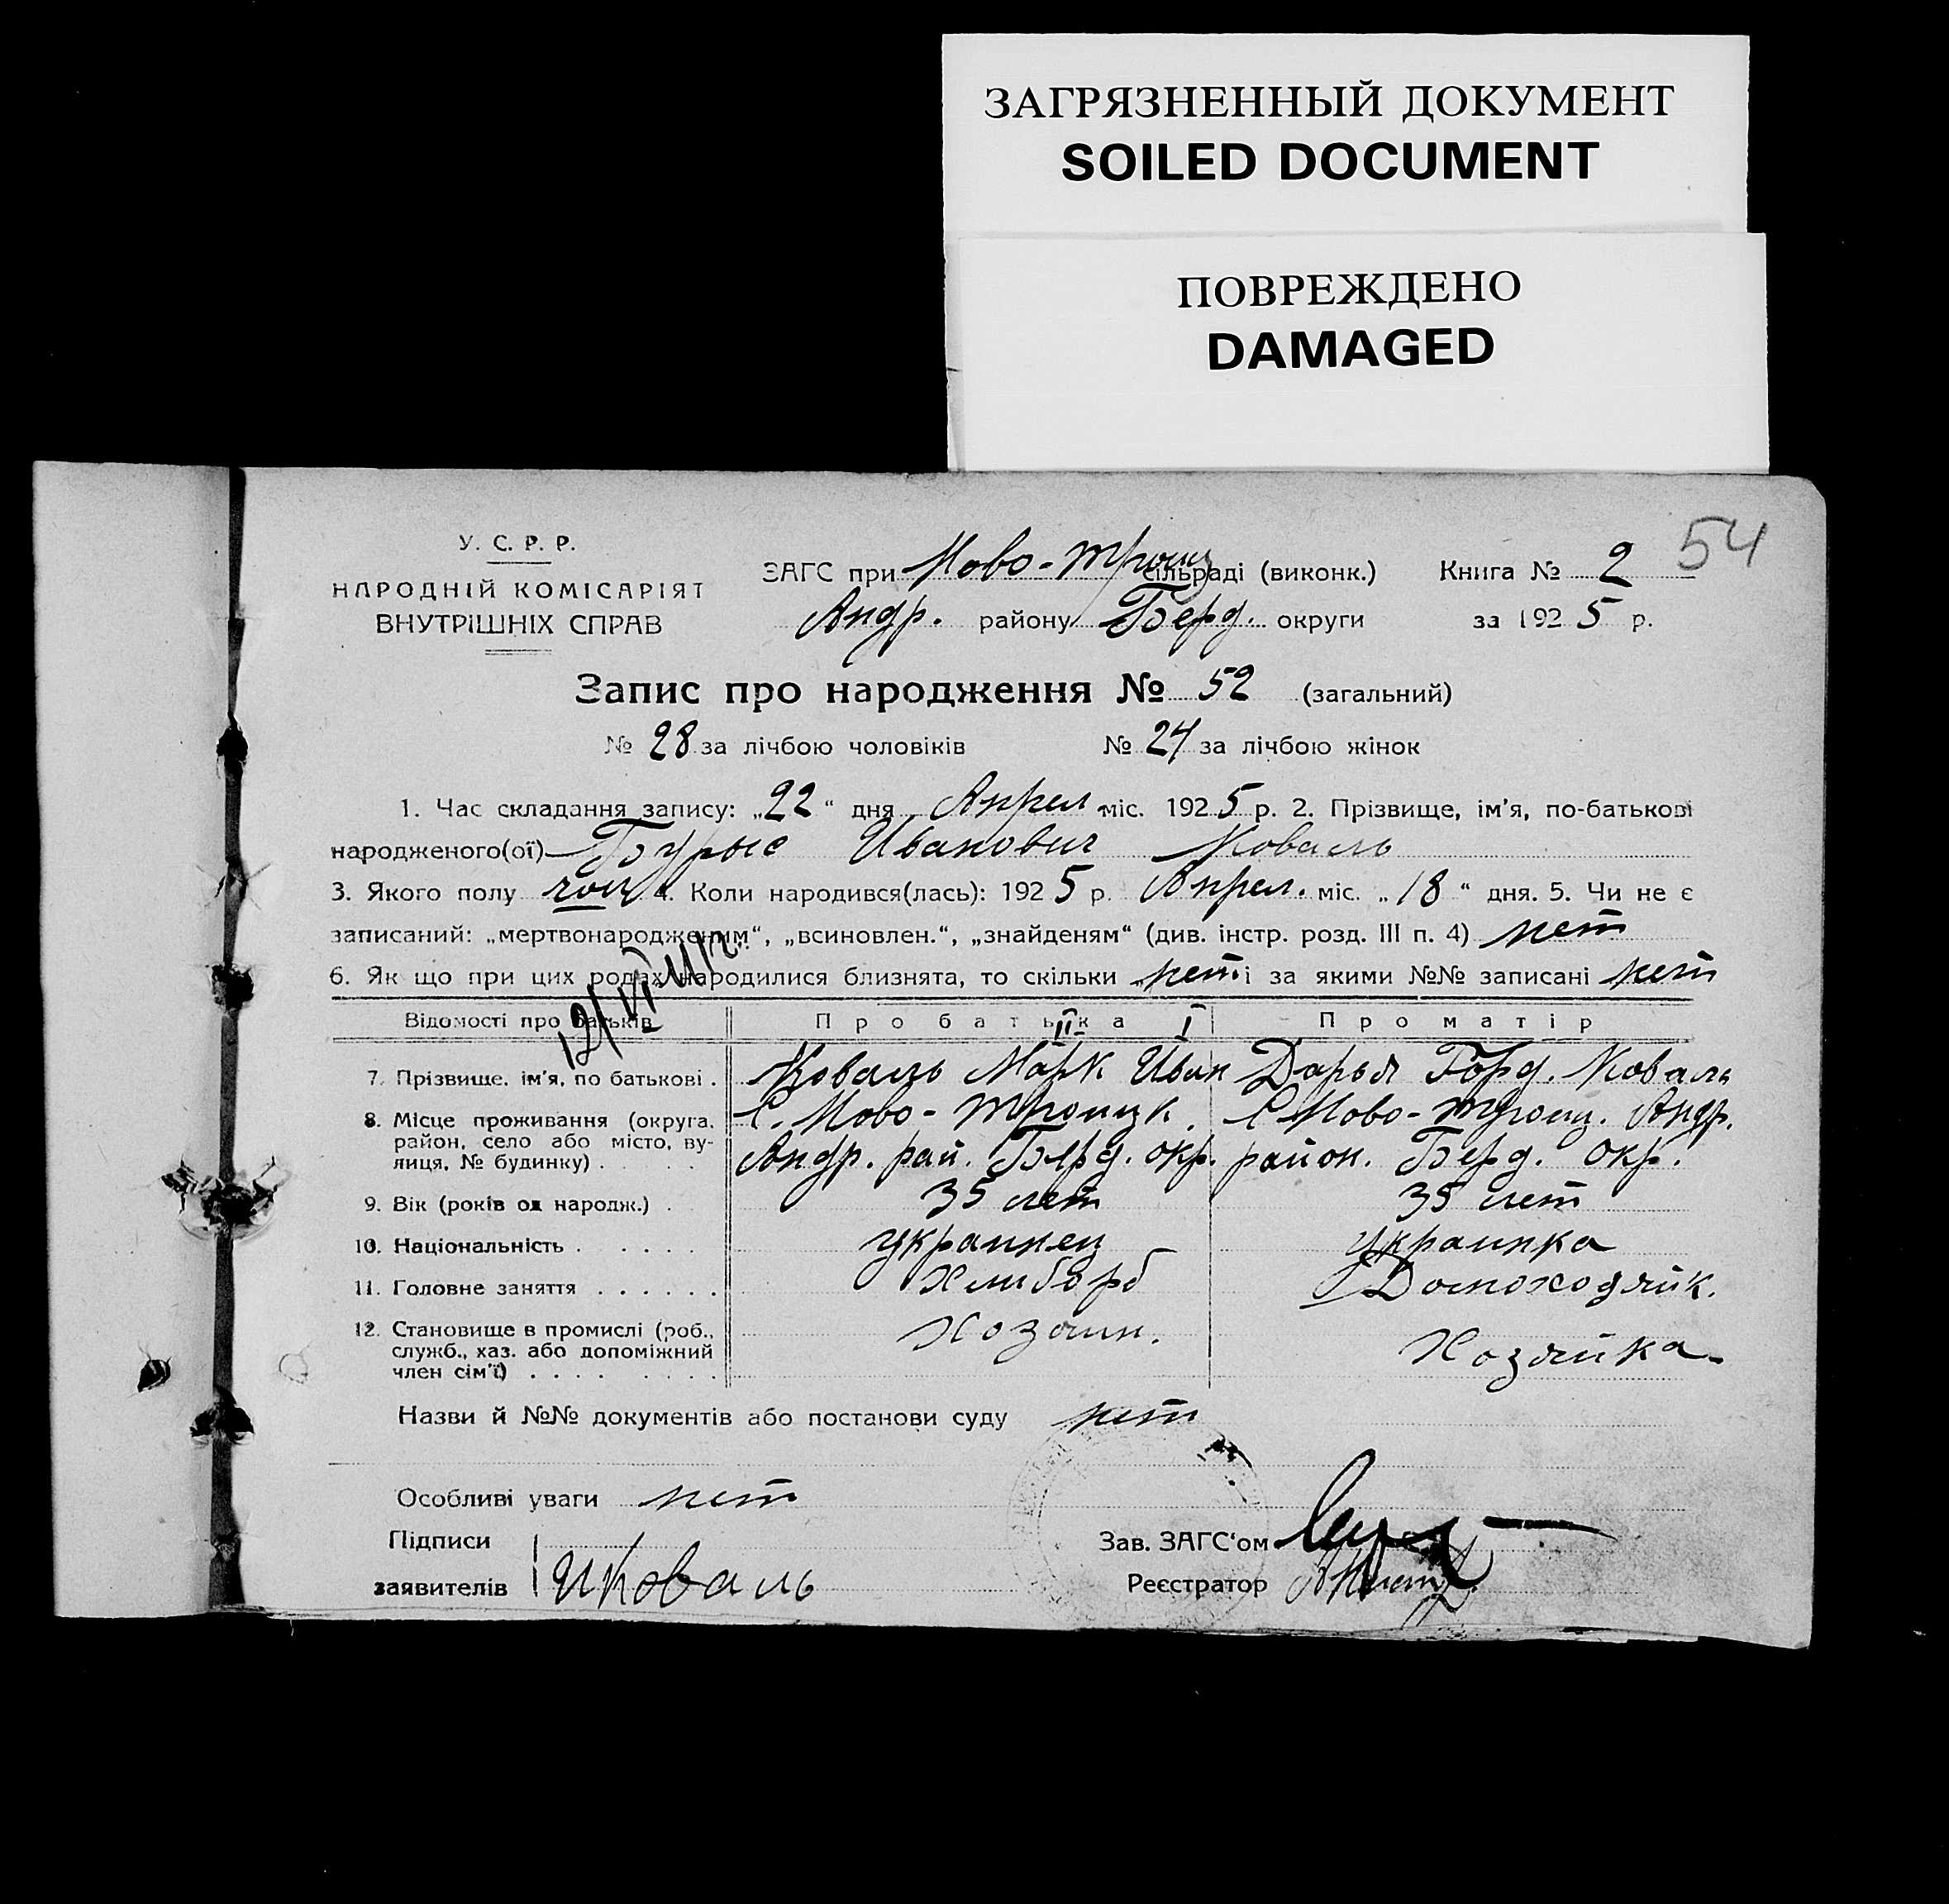 ЗАГРЯЗНЕННЫЙ ДОКУМЕНТ
SOILED DOCUMENT
ПОВРЕЖДЕНО
DAMAGED
54
У. С. Р. Р.
НАРОДНІЙ КОМІСАРІЯТ
ВНУТРІШНІХ СПРАВ
ЗАГС при Ново-Троиц сільраді (виконк.) Книга № 2
Андр. району Берд. округи за 1925 р.
Запис про народження № 52 (загальний)
№ 28 за лічбою чоловіків № 24 за лічбою жінок
1. Час складання запису: „22“ дня Апрел. міс. 1925 р. 2. Прізвище, ім'я, по-батькові
народженого(ої) Бурыс Иванович Коваль
3. Якого полу 4. Коли народився(лась): 1925 р. Апрел. міс. „18“ дня. 5. Чи не є
записаний: „мертвонародженим“, „всиновлен.“, „знайденям“ (див. інстр. розд. III п. 4) нет
6. Як що при цих родах народилися близнята, то скільки нет і за якими №№ записані нет
Відомості про батьків Про батька Про матір
II I
7. Прізвище, ім'я, по батькові . Коваль Марк Иван Дарья Горд. Коваль
8. Місце проживання (округа, С. Ново-Троицк. С Ново-Троиц. Андр.
район, село або місто, ву-
лиця, № будинку) . Андр. рай. Берд. окр. район. Берд. окр.
9. Вік (років од народж.) . 35 лет 35 лет
10. Національність . украинец украинка
11. Головне заняття . Хлибороб Домоходяйк.
12. Становище в промислі (роб., Хозаин. Хозяйка
служб., хаз. або допоміжний
член сім'ї) .
Назви й №№ документів або постанови суду нет
Особливі уваги нет
Підписи Зав. ЗАГС'ом
заявителів ИКоваль Реєстратор